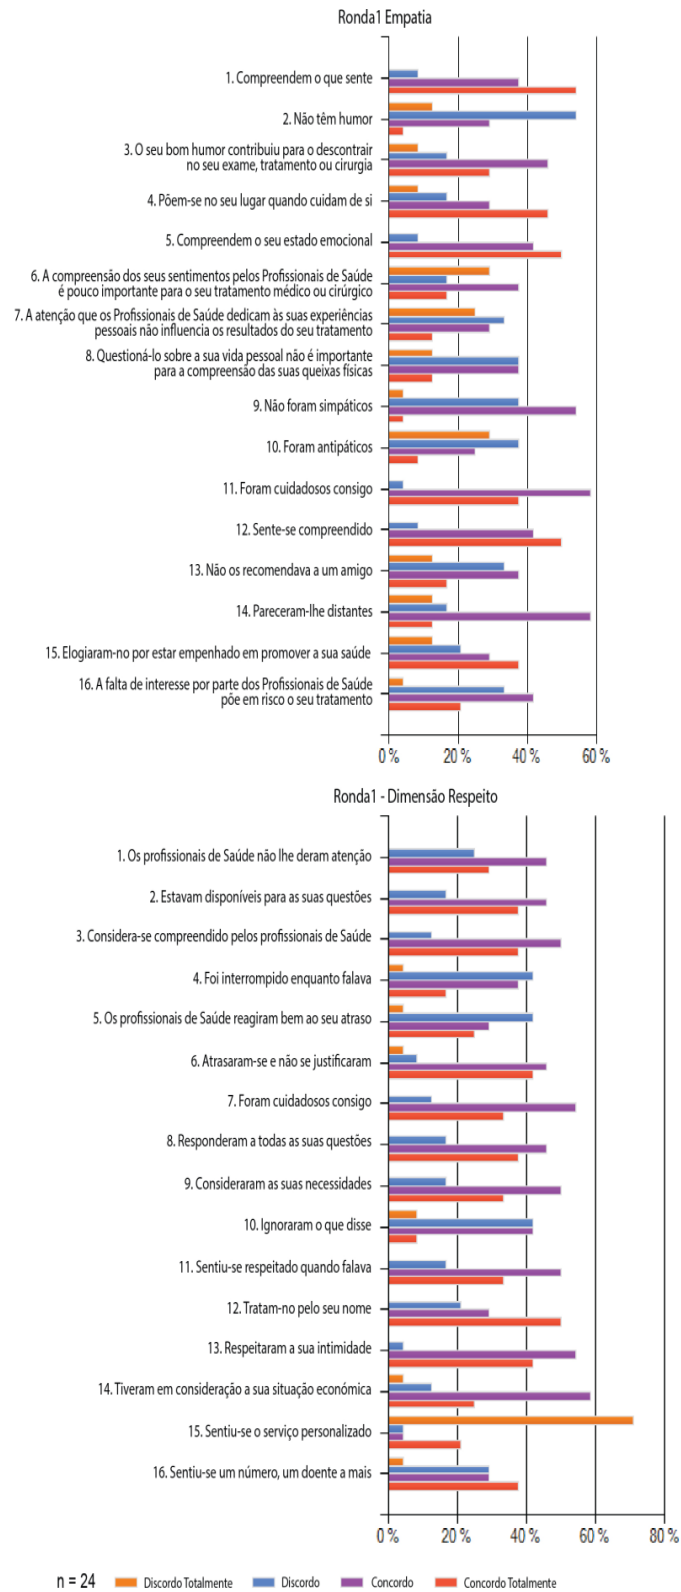 Ronda1 Empatia
1. Compreendem o que sente
2. Não têm humor
3. O seu bom humor contribuiu para o descontrair
no seu exame, tratamento ou cirurgia
4. Põem-se no seu lugar quando cuidam de si
5. Compreendem o seu estado emocional
6. A compreensão dos seus sentimentos pelos Profissionais de Saúde
é pouco importante para o seu tratamento médico ou cirúrgico
7. A atenção que os Profissionais de Saúde dedicam às suas experiências
pessoais não influencia os resultados do seu tratamento
8. Questioná-lo sobre a sua vida pessoal não é importante
para a compreensão das suas queixas físicas
9. Não foram simpáticos
10. Foram antipáticos
11. Foram cuidadosos consigo
12. Sente-se compreendido
13. Não os recomendava a um amigo
14. Pareceram-lhe distantes
15. Elogiaram-no por estar empenhado em promover a sua saúde
16. A falta de interesse por parte dos Profissionais de Saúde
põe em risco o seu tratamento
0 % 20 % 40 % 60 %
Ronda1 - Dimensão Respeito
1. Os profissionais de Saúde não lhe deram atenção
2. Estavam disponíveis para as suas questões
3. Considera-se compreendido pelos profissionais de Saúde
4. Foi interrompido enquanto falava
5. Os profissionais de Saúde reagiram bem ao seu atraso
6. Atrasaram-se e não se justificaram
7. Foram cuidadosos consigo
8. Responderam a todas as suas questões
9. Consideraram as suas necessidades
10. Ignoraram o que disse
11. Sentiu-se respeitado quando falava
12. Tratam-no pelo seu nome
13. Respeitaram a sua intimidade
14. Tiveram em consideração a sua situação económica
15. Sentiu-se o serviço personalizado
16. Sentiu-se um número, um doente a mais
0 % 20 % 40 % 60 % 80 %
n = 24 Discordo Totalmente Discordo Concordo Concordo Totalmente